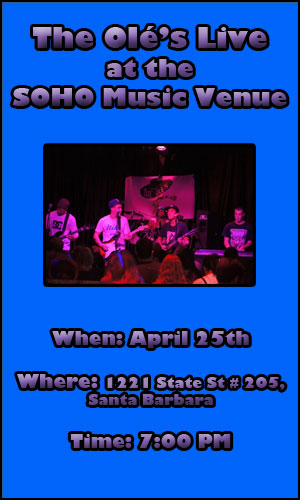 The Olé's Live
at the
SOHO Music Venue
When: April 25th
Where: 1221 State St # 205,
Santa Barbara
Time: 7:00 PM